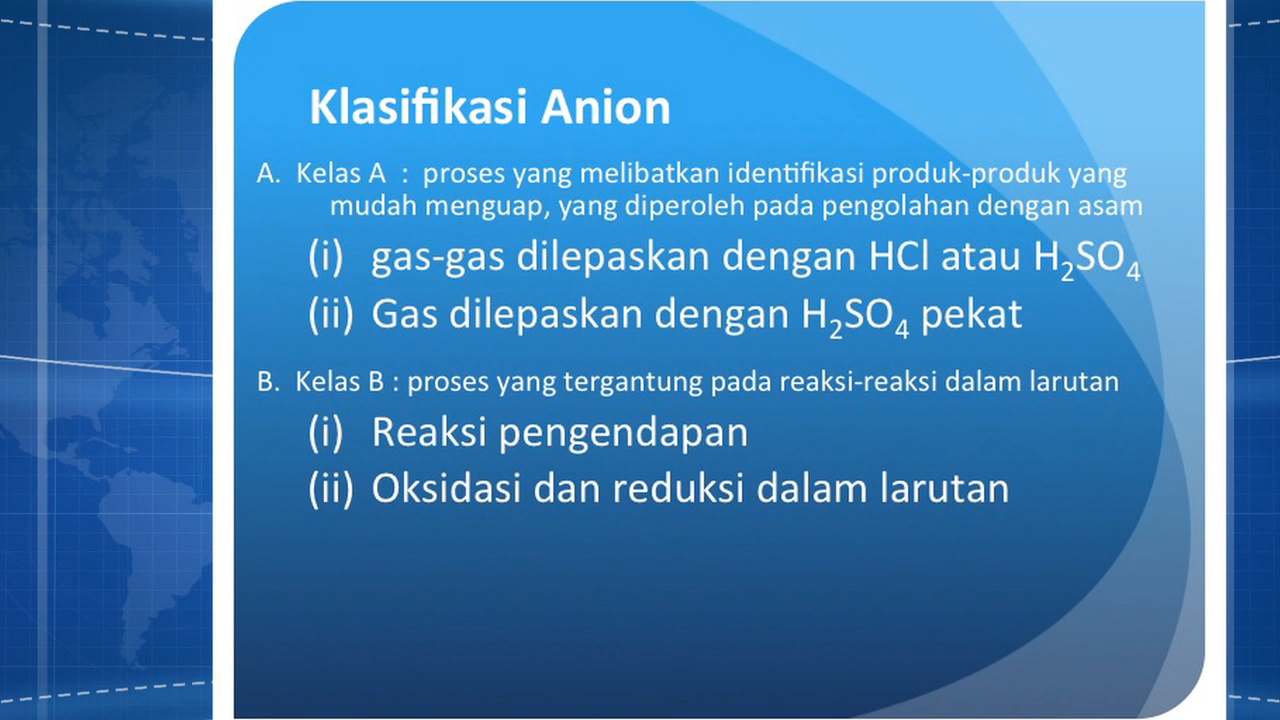 Klasifikasi Anion
A. Kelas A : proses yang melibatkan identifikasi produk-produk yang
mudah menguap, yang diperoleh pada pengolahan dengan asam
(i) gas-gas dilepaskan dengan HCl atau H₂SO₄
(ii) Gas dilepaskan dengan H₂SO₄ pekat
B. Kelas B : proses yang tergantung pada reaksi-reaksi dalam larutan
(i) Reaksi pengendapan
(ii) Oksidasi dan reduksi dalam larutan